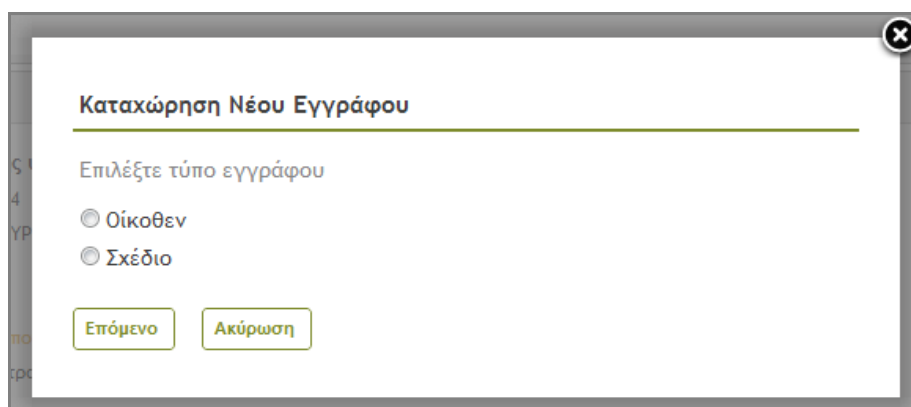 Καταχώρηση Νέου Εγγράφου
Επιλέξτε τύπο εγγράφου
Οίκοθεν
Σχέδιο
Επόμενο Ακύρωση